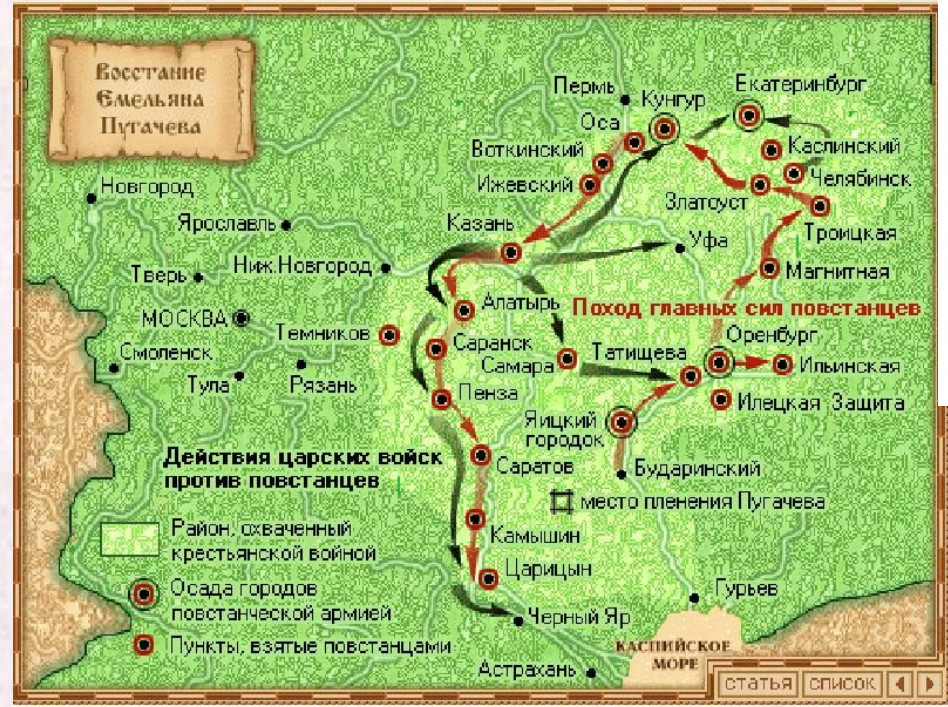 Восстание
Емельяна
Пугачева
Пермь
Кунгур
Екатеринбург
Оса
Воткинский
Каслинский
Ижевский
Челябинск
Новгород
Златоуст
Ярославль
Казань
Троицкая
Уфа
Тверь
Ниж.Новгород
Магнитная
Алатырь
Поход главных сил повстанцев
МОСКВА
Темников
Оренбург
Смоленск
Саранск
Самара
Татищева
Ильинская
Тула
Рязань
Пенза
Илецкая Защита
Яицкий
городок
Действия царских войск
против повстанцев
Саратов
Бударинский
место пленения Пугачева
Район, охваченный
крестьянской войной
Камышин
Осада городов
повстанческой армией
Царицын
Гурьев
Черный Яр
Пункты, взятые повстанцами
КАСПИЙСКОЕ
МОРЕ
Астрахань
статья
список